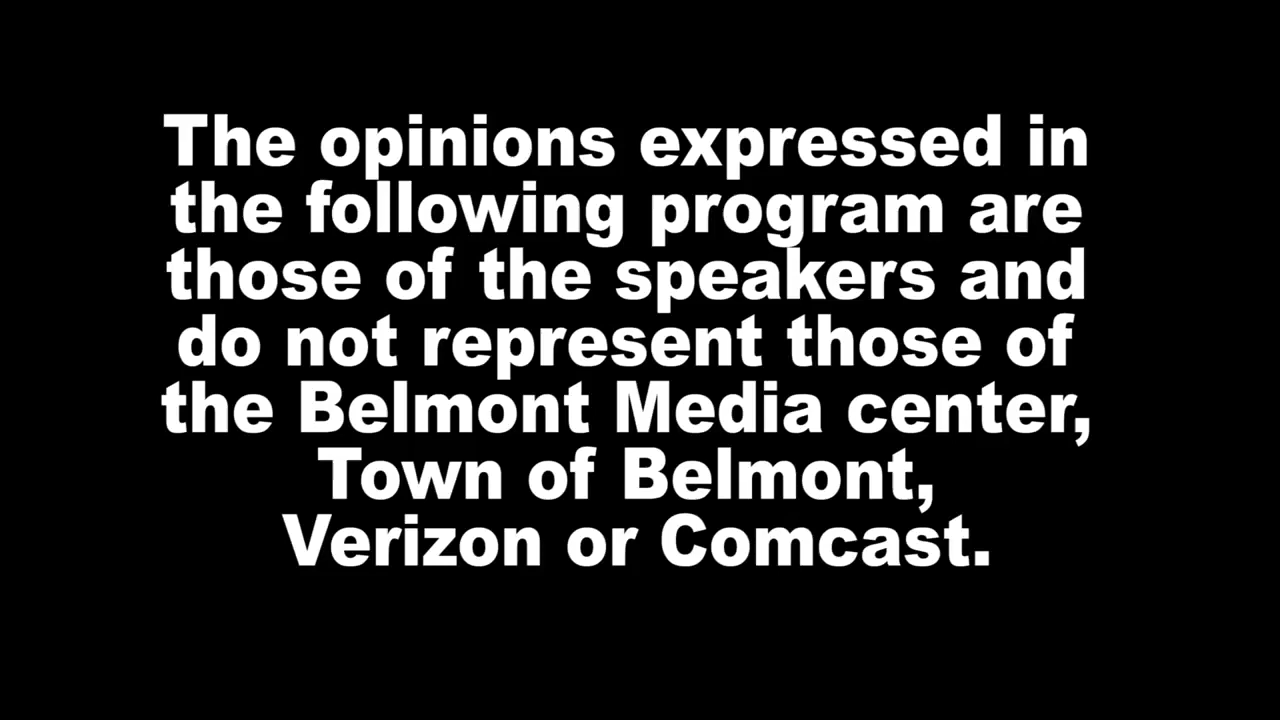 The opinions expressed in
the following program are
those of the speakers and
do not represent those of
the Belmont Media center,
Town of Belmont,
Verizon or Comcast.